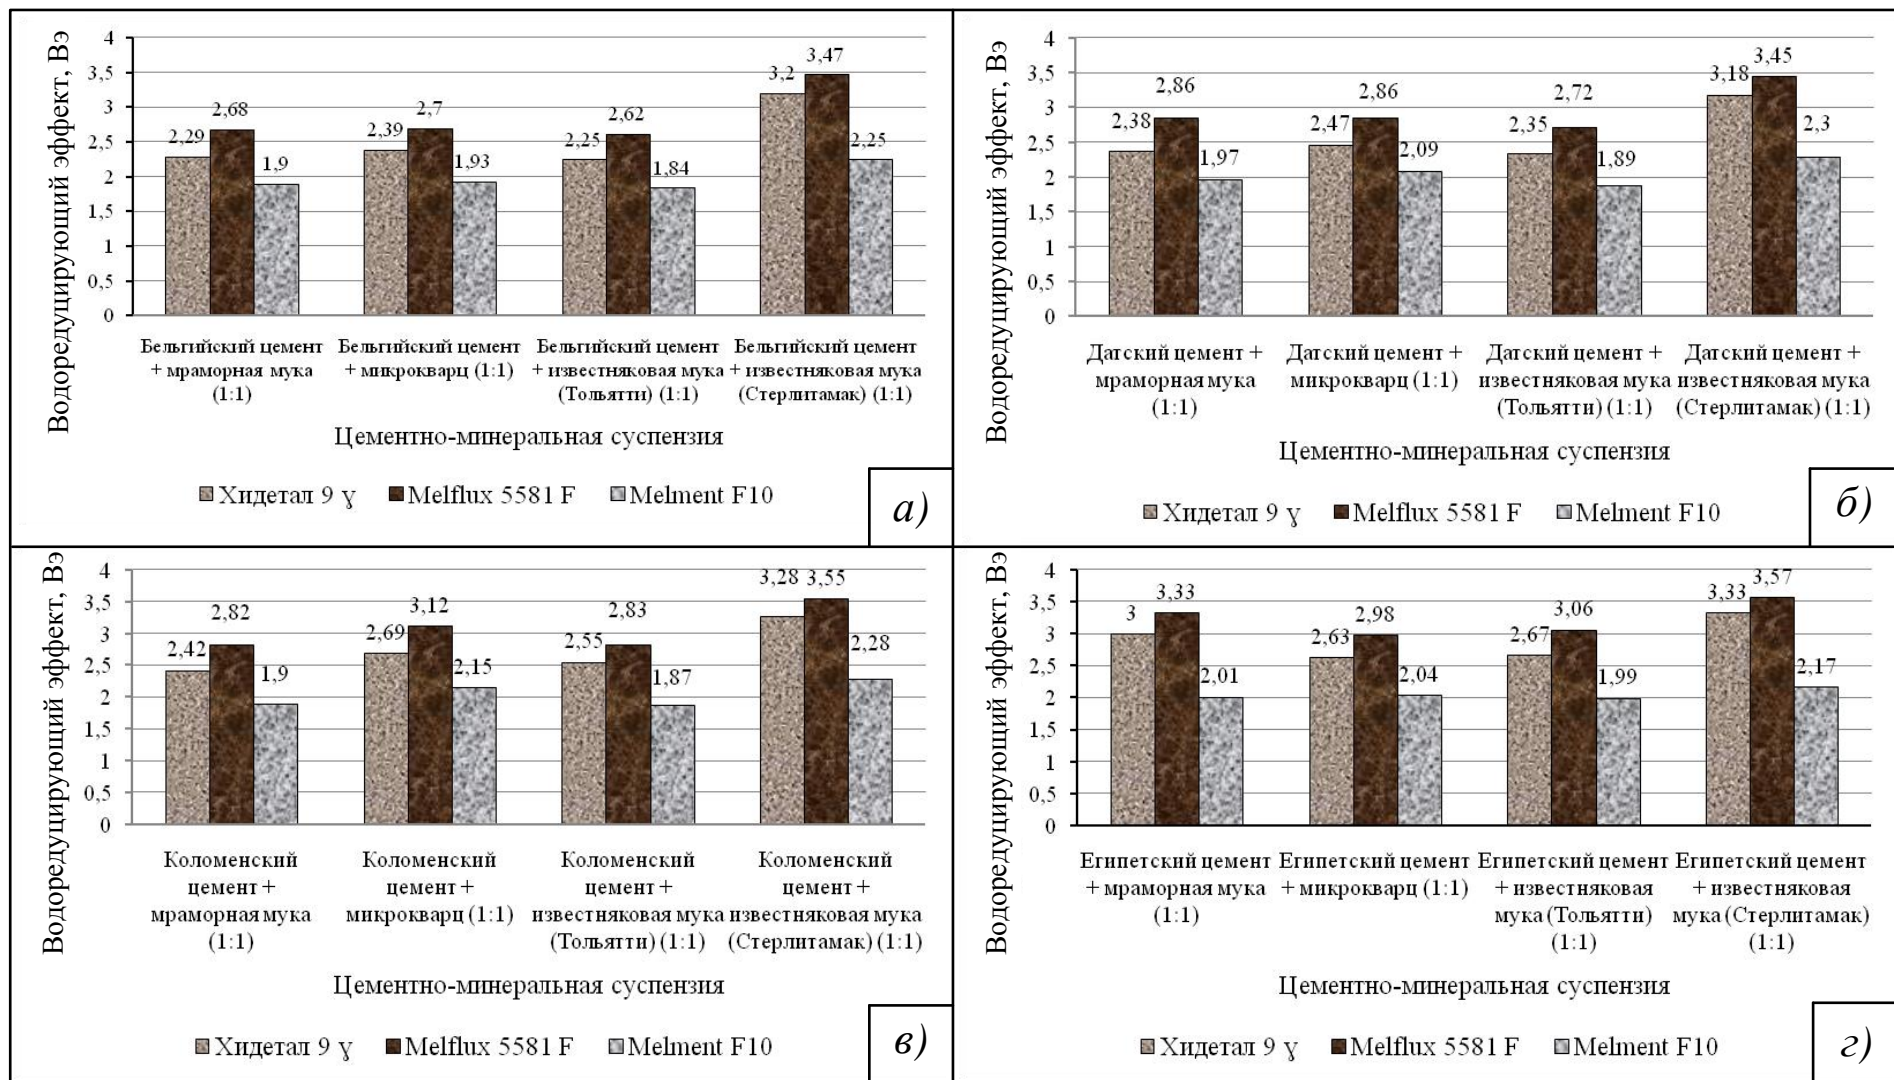 Водоредуцирующий эффект, Вэ
4
3,5
3
2,5
2
1,5
1
0,5
0
2,29 2,68 1,9 2,39 2,7 1,93 2,25 2,62 1,84 3,2 3,47 2,25
Бельгийский цемент + мраморная мука (1:1)
Бельгийский цемент + микрокварц (1:1)
Бельгийский цемент + известняковая мука (Тольятти) (1:1)
Бельгийский цемент + известняковая мука (Стерлитамак) (1:1)
Цементно-минеральная суспензия
Хидетал 9 γ Melflux 5581 F Melment F10
а)
Водоредуцирующий эффект, Вэ
4
3,5
3
2,5
2
1,5
1
0,5
0
2,38 2,86 1,97 2,47 2,86 2,09 2,35 2,72 1,89 3,18 3,45 2,3
Датский цемент + мраморная мука (1:1)
Датский цемент + микрокварц (1:1)
Датский цемент + известняковая мука (Тольятти) (1:1)
Датский цемент + известняковая мука (Стерлитамак) (1:1)
Цементно-минеральная суспензия
Хидетал 9 γ Melflux 5581 F Melment F10
б)
Водоредуцирующий эффект, Вэ
4
3,5
3
2,5
2
1,5
1
0,5
0
2,42 2,82 1,9 2,69 3,12 2,15 2,55 2,83 1,87 3,28 3,55 2,28
Коломенский цемент + мраморная мука (1:1)
Коломенский цемент + микрокварц (1:1)
Коломенский цемент + известняковая мука (Тольятти) (1:1)
Коломенский цемент + известняковая мука (Стерлитамак) (1:1)
Цементно-минеральная суспензия
Хидетал 9 γ Melflux 5581 F Melment F10
в)
Водоредуцирующий эффект, Вэ
4
3,5
3
2,5
2
1,5
1
0,5
0
3 3,33 2,01 2,63 2,98 2,04 2,67 3,06 1,99 3,33 3,57 2,17
Египетский цемент + мраморная мука (1:1)
Египетский цемент + микрокварц (1:1)
Египетский цемент + известняковая мука (Тольятти) (1:1)
Египетский цемент + известняковая мука (Стерлитамак) (1:1)
Цементно-минеральная суспензия
Хидетал 9 γ Melflux 5581 F Melment F10
г)